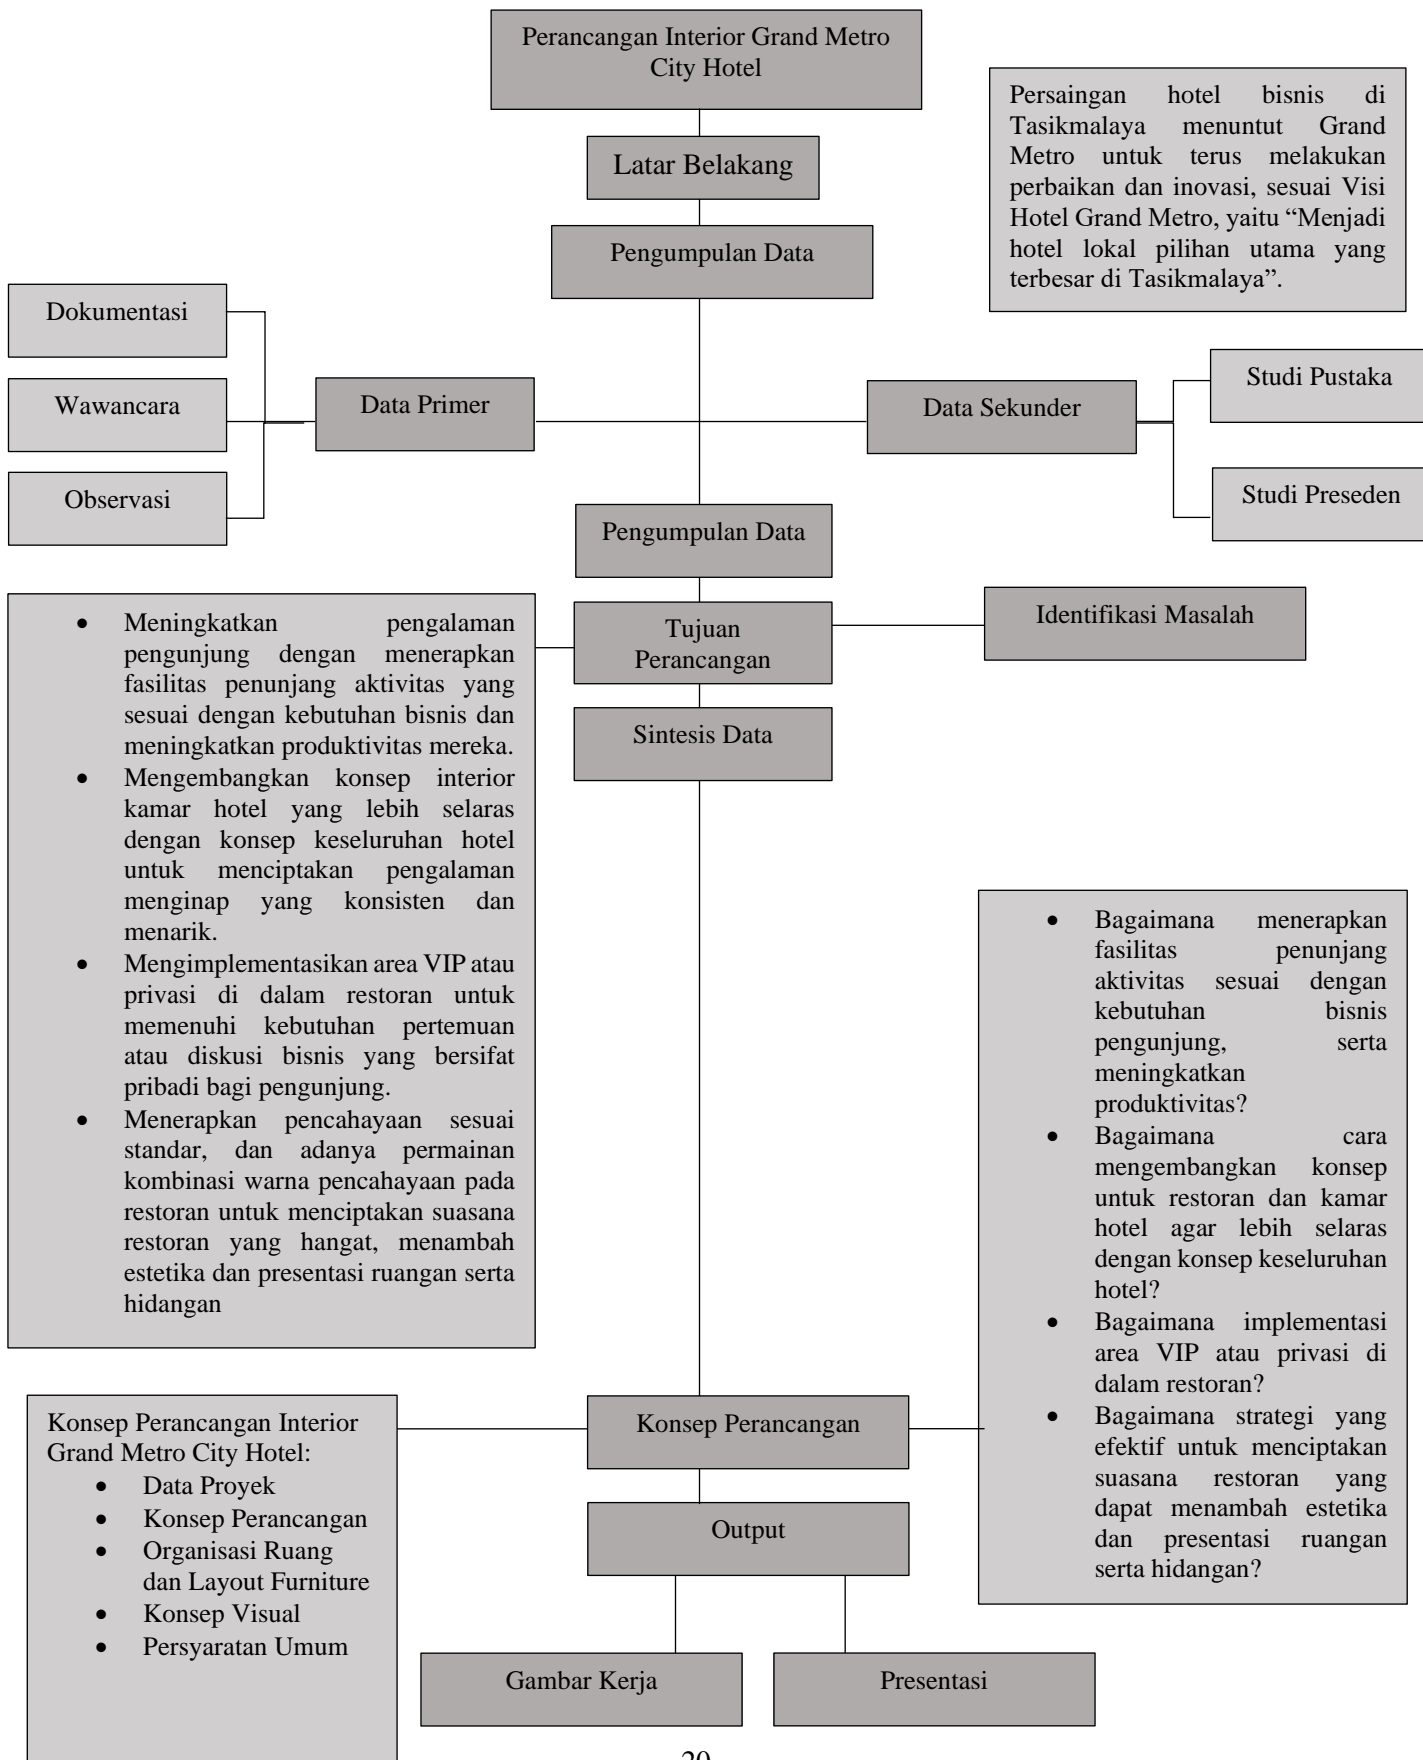 Perancangan Interior Grand Metro
City Hotel
Persaingan hotel bisnis di
Tasikmalaya menuntut Grand
Metro untuk terus melakukan
perbaikan dan inovasi, sesuai Visi
Hotel Grand Metro, yaitu “Menjadi
hotel lokal pilihan utama yang
terbesar di Tasikmalaya”.
Latar Belakang
Pengumpulan Data
Dokumentasi
Wawancara
Observasi
Data Primer
Data Sekunder
Studi Pustaka
Studi Preseden
Pengumpulan Data
Tujuan
Perancangan
Identifikasi Masalah
Sintesis Data
• Meningkatkan pengalaman
pengunjung dengan menerapkan
fasilitas penunjang aktivitas yang
sesuai dengan kebutuhan bisnis dan
meningkatkan produktivitas mereka.
• Mengembangkan konsep interior
kamar hotel yang lebih selaras
dengan konsep keseluruhan hotel
untuk menciptakan pengalaman
menginap yang konsisten dan
menarik.
• Mengimplementasikan area VIP atau
privasi di dalam restoran untuk
memenuhi kebutuhan pertemuan
atau diskusi bisnis yang bersifat
pribadi bagi pengunjung.
• Menerapkan pencahayaan sesuai
standar, dan adanya permainan
kombinasi warna pencahayaan pada
restoran untuk menciptakan suasana
restoran yang hangat, menambah
estetika dan presentasi ruangan serta
hidangan
• Bagaimana menerapkan
fasilitas penunjang
aktivitas sesuai dengan
kebutuhan bisnis
pengunjung, serta
meningkatkan
produktivitas?
• Bagaimana cara
mengembangkan konsep
untuk restoran dan kamar
hotel agar lebih selaras
dengan konsep keseluruhan
hotel?
• Bagaimana implementasi
area VIP atau privasi di
dalam restoran?
• Bagaimana strategi yang
efektif untuk menciptakan
suasana restoran yang
dapat menambah estetika
dan presentasi ruangan
serta hidangan?
Konsep Perancangan Interior
Grand Metro City Hotel:
• Data Proyek
• Konsep Perancangan
• Organisasi Ruang
dan Layout Furniture
• Konsep Visual
• Persyaratan Umum
Konsep Perancangan
Output
Gambar Kerja
Presentasi
20